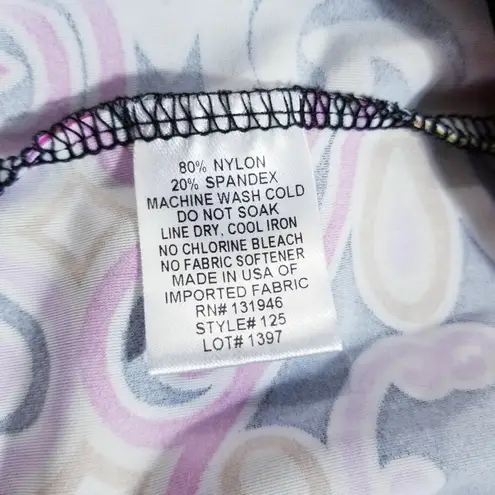 80% NYLON
20% SPANDEX
MACHINE WASH COLD
DO NOT SOAK
LINE DRY, COOL IRON
NO CHLORINE BLEACH
NO FABRIC SOFTENER
MADE IN USA OF
IMPORTED FABRIC
RN# 131946
STYLE# 125
LOT# 1397